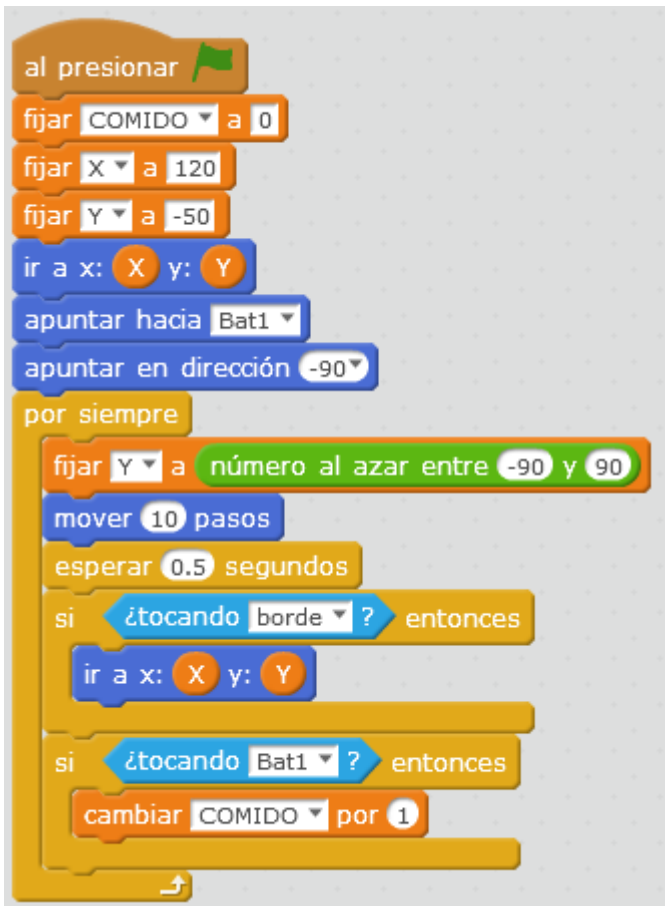 al presionar
fijar COMIDO a 0
fijar X a 120
fijar Y a -50
ir a x: X y: Y
apuntar hacia Bat1
apuntar en dirección -90
por siempre
fijar Y a número al azar entre -90 y 90
mover 10 pasos
esperar 0.5 segundos
si ¿tocando borde ? entonces
ir a x: X y: Y
si ¿tocando Bat1 ? entonces
cambiar COMIDO por 1